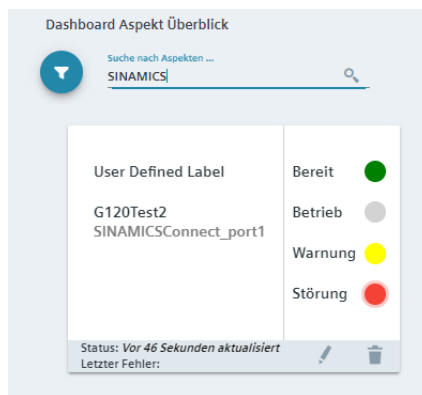 Dashboard Aspekt Überblick
Suche nach Aspekten ...
SINAMICS
User Defined Label
Bereit
G120Test2
Betrieb
SINAMICSConnect_port1
Warnung
Störung
Status: Vor 46 Sekunden aktualisiert
Letzter Fehler: